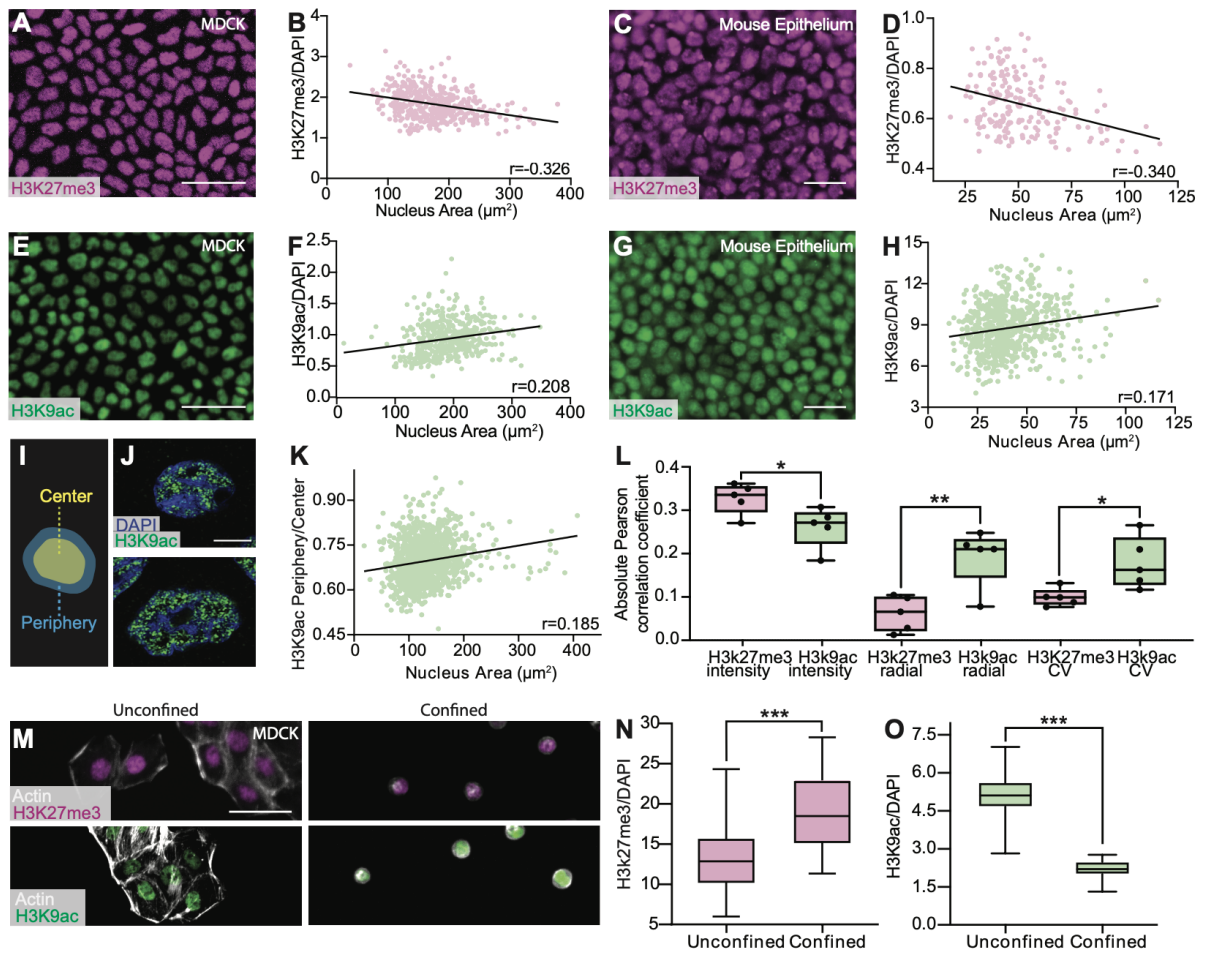 A
MDCK
H3K27me3
B
H3K27me3/DAPI
4
3
2
1
0
0
100
200
300
400
r=-0.326
Nucleus Area (µm²)
C
Mouse Epithelium
H3K27me3
D
H3K27me3/DAPI
1.0
0.8
0.6
0.4
25
50
75
100
125
r=-0.340
Nucleus Area (µm²)
E
MDCK
H3K9ac
F
H3K9ac/DAPI
2.5
2.0
1.5
1.0
0.5
0.0
0
100
200
300
400
r=0.208
Nucleus Area (µm²)
G
Mouse Epithelium
H3K9ac
H
H3K9ac/DAPI
15
12
9
6
3
0
25
50
75
100
125
r=0.171
Nucleus Area (µm²)
I
Center
Periphery
J
DAPI
H3K9ac
K
H3K9ac Periphery/Center
0.90
0.75
0.60
0.45
0
100
200
300
400
r=0.185
Nucleus Area (µm²)
L
Absolute Pearson
correlation coefficient
0.4
0.3
0.2
0.1
0.0
*
**
*
H3k27me3
intensity
H3k9ac
intensity
H3k27me3
radial
H3k9ac
radial
H3K27me3
CV
H3k9ac
CV
Unconfined
Confined
M
MDCK
Actin
H3K27me3
Actin
H3K9ac
N
H3k27me3/DAPI
30
25
20
15
10
5
***
Unconfined
Confined
O
H3K9ac/DAPI
7.5
6.0
4.5
3.0
1.5
0.0
***
Unconfined
Confined